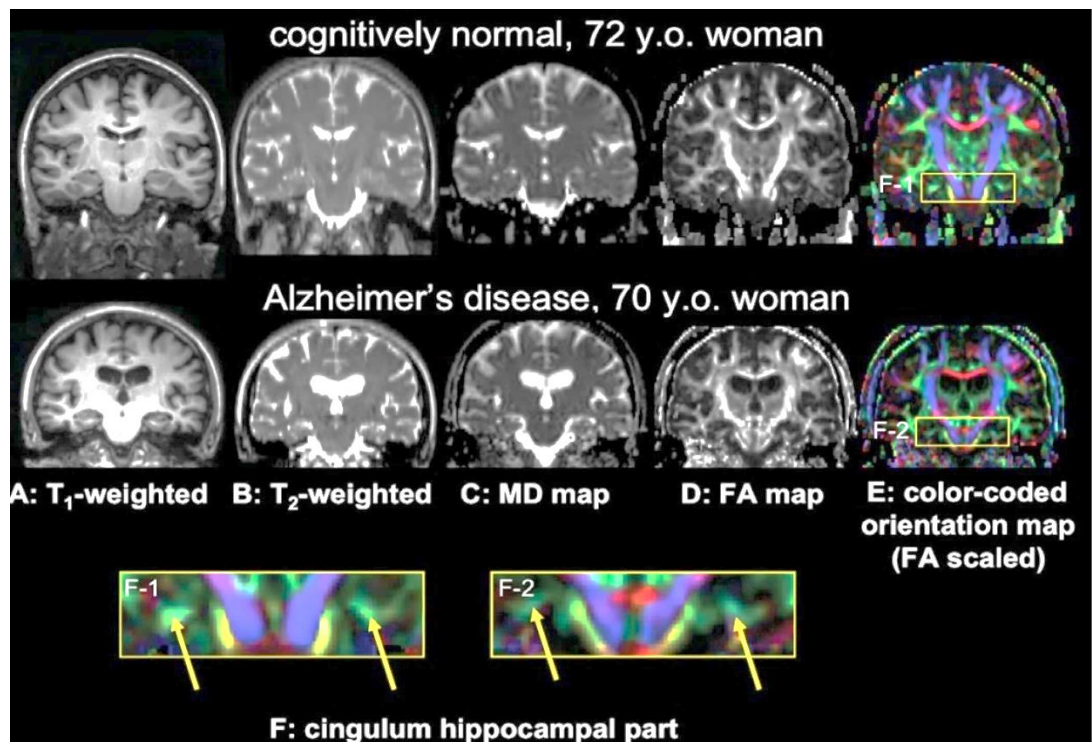 cognitively normal, 72 y.o. woman
F-1
Alzheimer's disease, 70 y.o. woman
F-2
A: T₁-weighted
B: T₂-weighted
C: MD map
D: FA map
E: color-coded
orientation map
(FA scaled)
F-1
F-2
F: cingulum hippocampal part